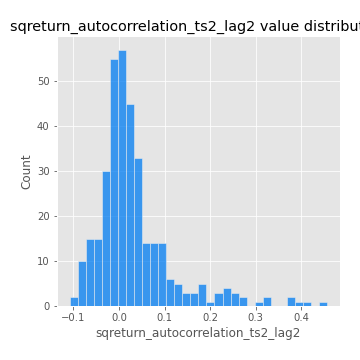 sqreturn_autocorrelation_ts2_lag2 value distribut
50
40
30
20
10
0
Count
−0.1 0.0 0.1 0.2 0.3 0.4
sqreturn_autocorrelation_ts2_lag2